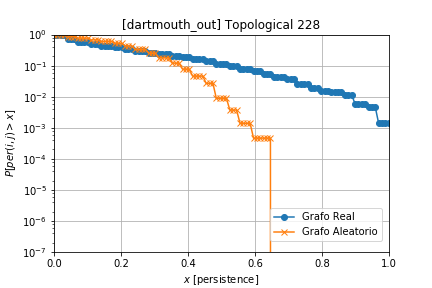 [dartmouth_out] Topological 228
P[per(i,j) > x]
10^0
10^-1
10^-2
10^-3
10^-4
10^-5
10^-6
10^-7
Grafo Real
Grafo Aleatorio
0.0 0.2 0.4 0.6 0.8 1.0
x [persistence]